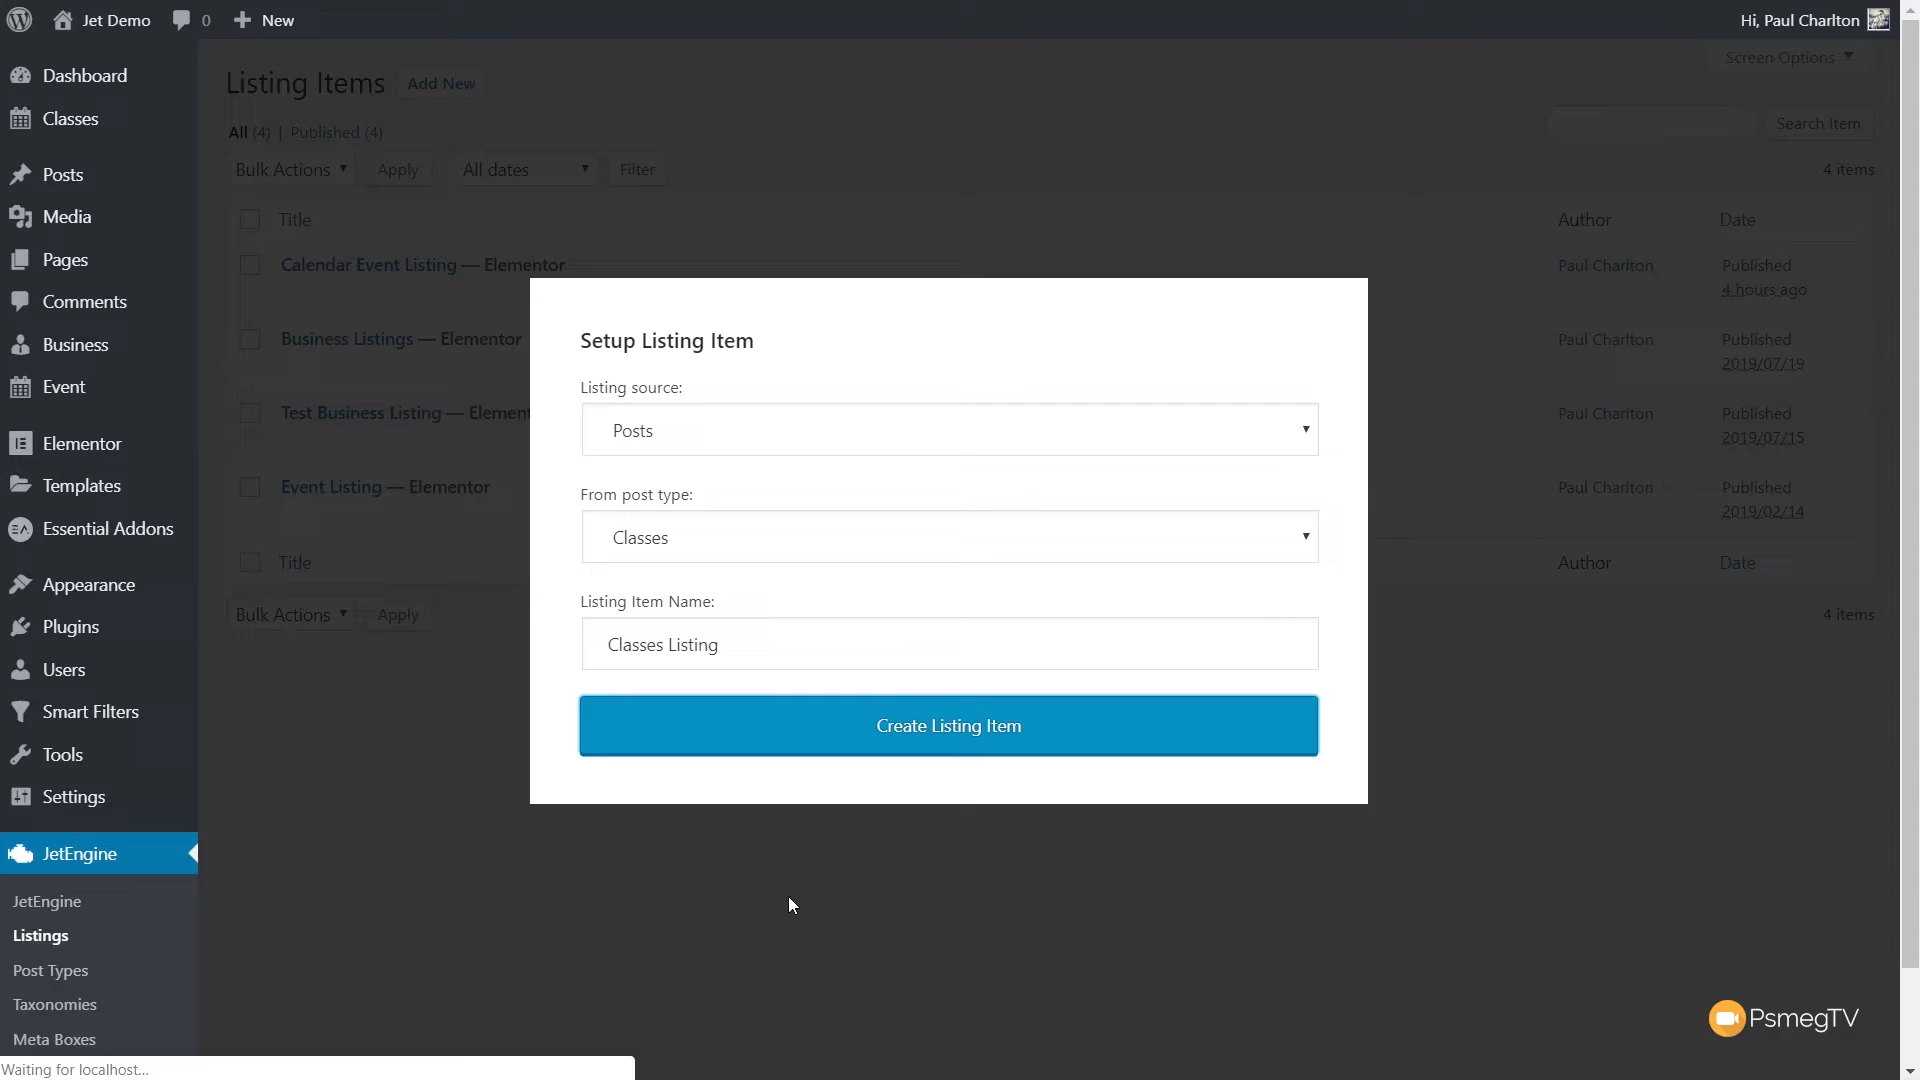 Jet Demo 0 New Hi, Paul Charlton
Dashboard
Classes
Posts
Media
Pages
Comments
Business
Event
Elementor
Templates
EA Essential Addons
Appearance
Plugins
Users
Smart Filters
Tools
Settings
JetEngine
JetEngine
Listings
Post Types
Taxonomies
Meta Boxes
Waiting for localhost...
Screen Options
Listing Items Add New
All (4) | Published (4)
Search Item
Bulk Actions Apply All dates Filter 4 items
Title Author Date
Calendar Event Listing — Elementor Paul Charlton Published
4 hours ago
Business Listings — Elementor Paul Charlton Published
2019/07/19
Test Business Listing — Element Paul Charlton Published
2019/07/15
Event Listing — Elementor Paul Charlton Published
2019/02/14
Title Author Date
Bulk Actions Apply 4 items
Setup Listing Item
Listing source:
Posts
From post type:
Classes
Listing Item Name:
Classes Listing
Create Listing Item
PsmegTV